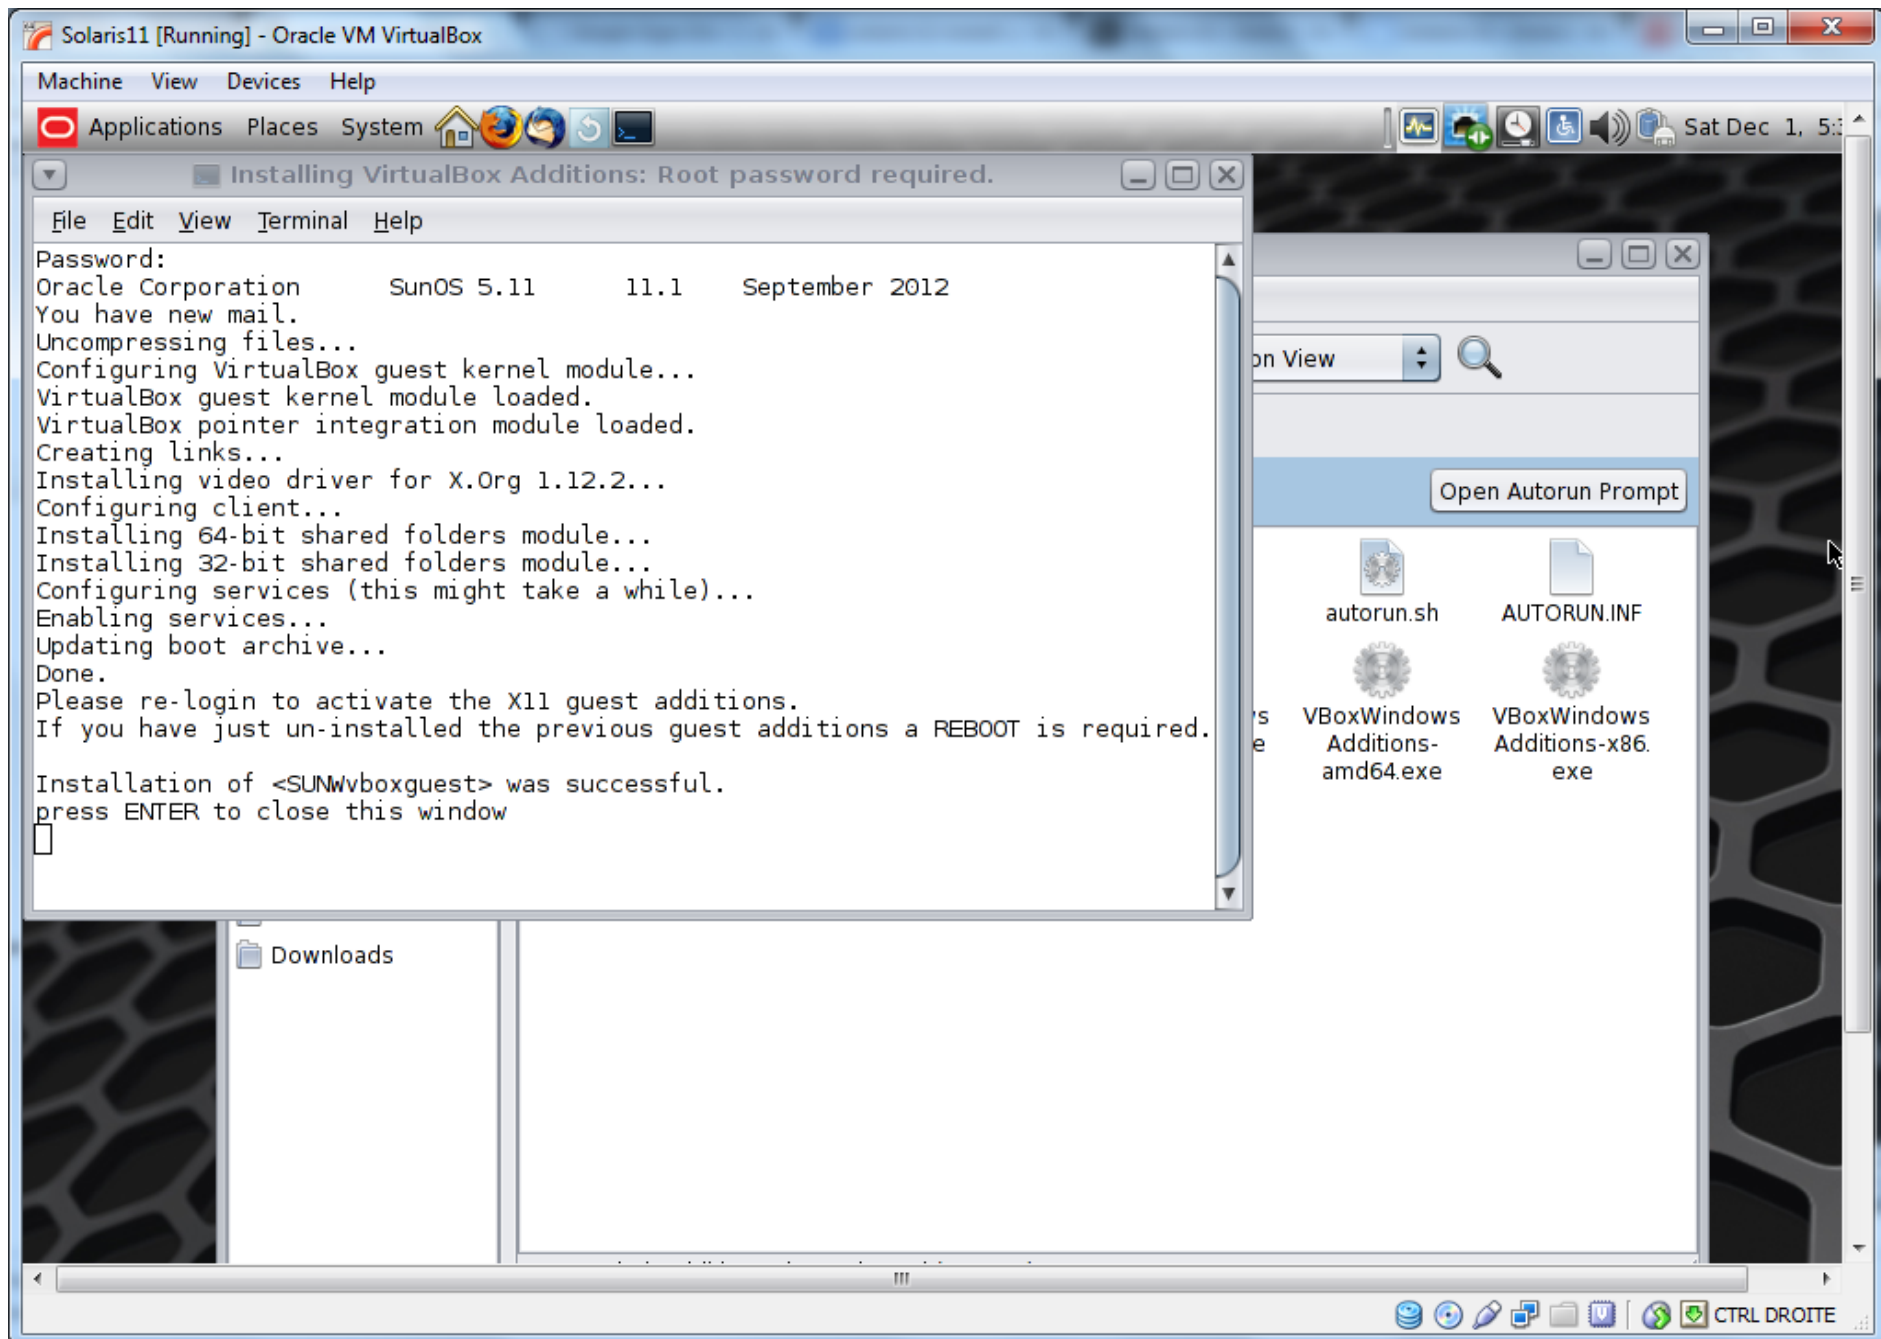 Solaris11 [Running] - Oracle VM VirtualBox
Machine View Devices Help
Applications Places System Sat Dec 1,
Installing VirtualBox Additions: Root password required.
File Edit View Terminal Help
Password:
Oracle Corporation SunOS 5.11 11.1 September 2012
You have new mail.
Uncompressing files...
Configuring VirtualBox guest kernel module...
VirtualBox guest kernel module loaded.
VirtualBox pointer integration module loaded.
Creating links...
Installing video driver for X.Org 1.12.2...
Configuring client...
Installing 64-bit shared folders module...
Installing 32-bit shared folders module...
Configuring services (this might take a while)...
Enabling services...
Updating boot archive...
Done.
Please re-login to activate the X11 guest additions.
If you have just un-installed the previous guest additions a REBOOT is required.
Installation of <SUNWvboxguest> was successful.
press ENTER to close this window
View
Open Autorun Prompt
autorun.sh AUTORUN.INF
VBoxWindows VBoxWindows
Additions- Additions-x86.
amd64.exe exe
Downloads
CTRL DROITE